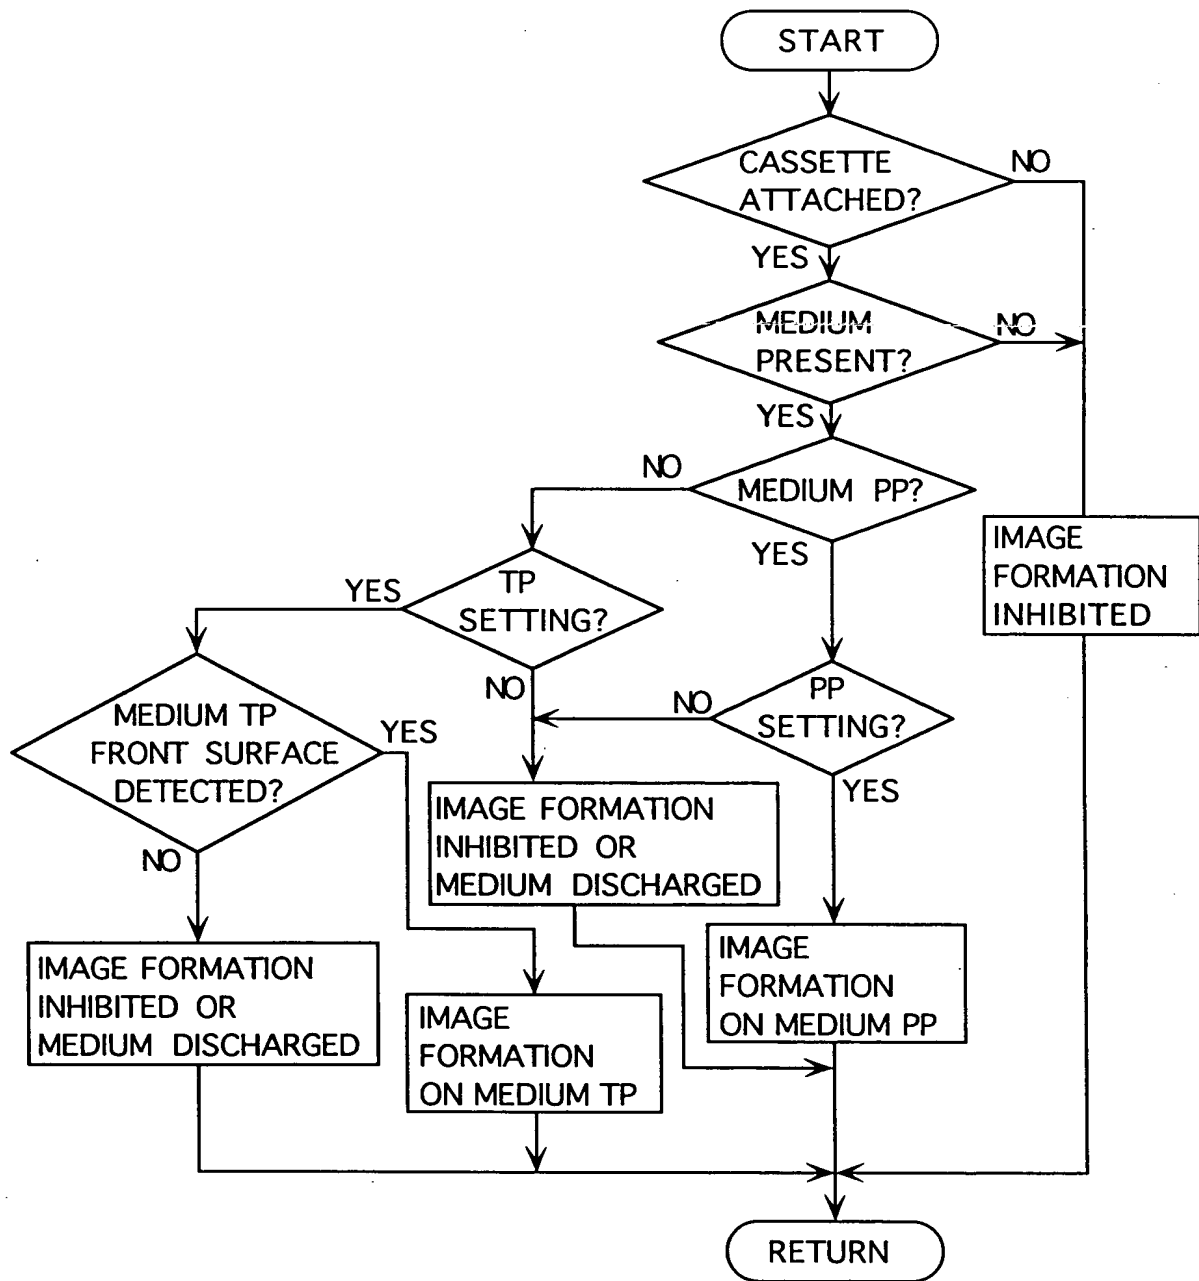 START
CASSETTE
ATTACHED?
NO
YES
MEDIUM
PRESENT?
NO
YES
NO
MEDIUM PP?
YES
IMAGE
FORMATION
INHIBITED
YES
TP
SETTING?
NO
NO
PP
SETTING?
YES
MEDIUM TP
FRONT SURFACE
DETECTED?
YES
NO
IMAGE FORMATION
INHIBITED OR
MEDIUM DISCHARGED
IMAGE FORMATION
INHIBITED OR
MEDIUM DISCHARGED
IMAGE
FORMATION
ON MEDIUM TP
IMAGE
FORMATION
ON MEDIUM PP
RETURN